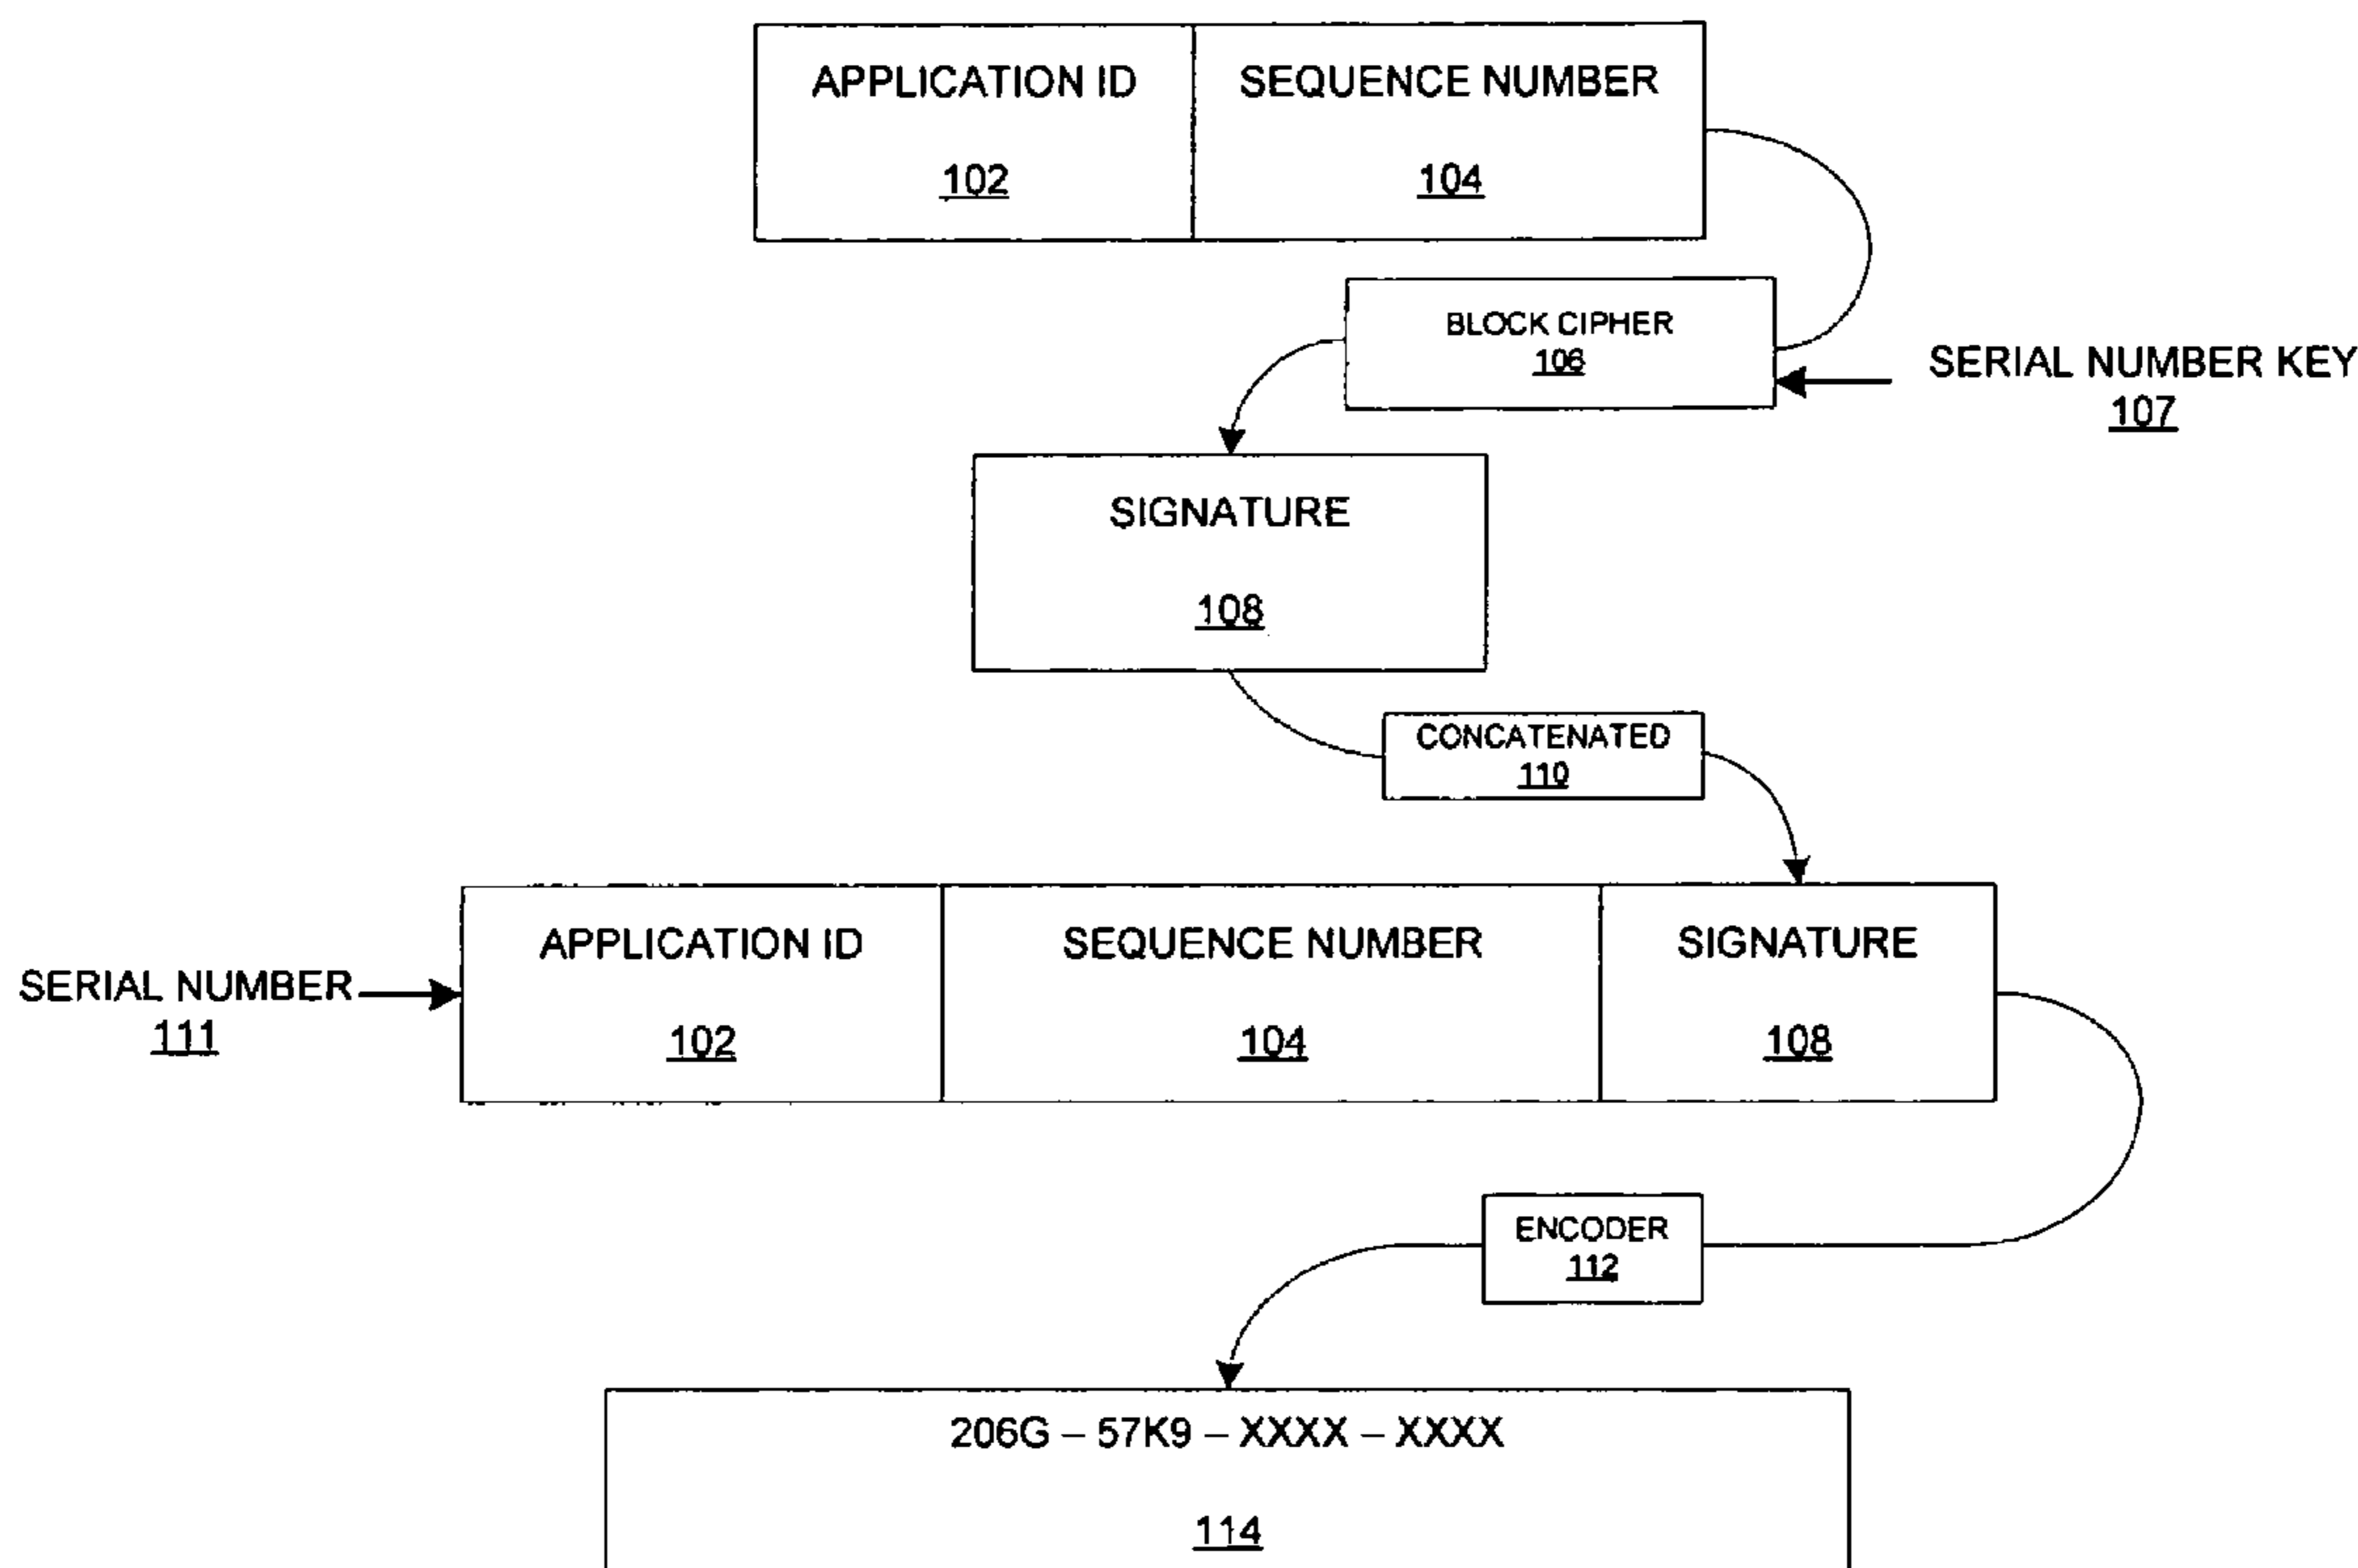 APPLICATION ID
SEQUENCE NUMBER
102
104
BLOCK CIPHER
106
SERIAL NUMBER KEY
107
SIGNATURE
108
CONCATENATED
110
APPLICATION ID
SEQUENCE NUMBER
SIGNATURE
SERIAL NUMBER
111
102
104
108
ENCODER
112
206G – 57K9 – XXXX – XXXX
114